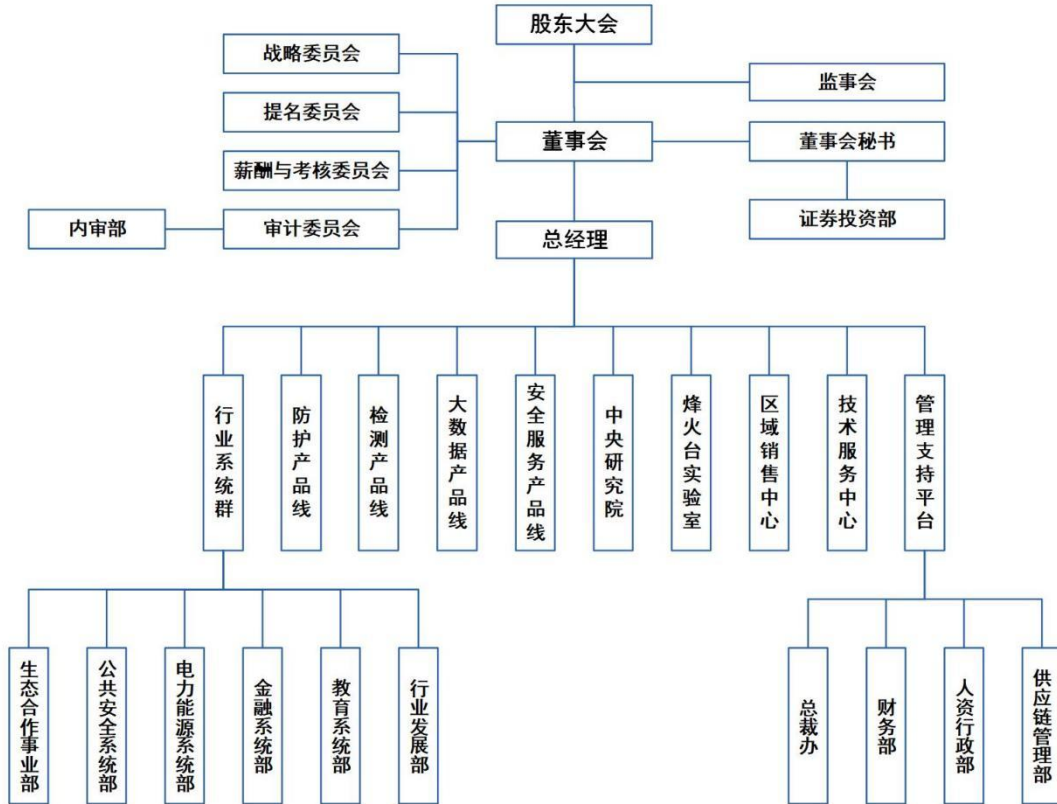 股东大会
战略委员会
监事会
提名委员会
董事会
董事会秘书
薪酬与考核委员会
内审部
审计委员会
总经理
证券投资部
行业系统群
防护产品线
检测产品线
大数据产品线
安全服务产品线
中央研究院
烽火台实验室
区域销售中心
技术服务中心
管理支持平台
生态合作事业部
公共安全系统部
电力能源系统部
金融系统部
教育系统部
行业发展部
总裁办
财务部
人资行政部
供应链管理部